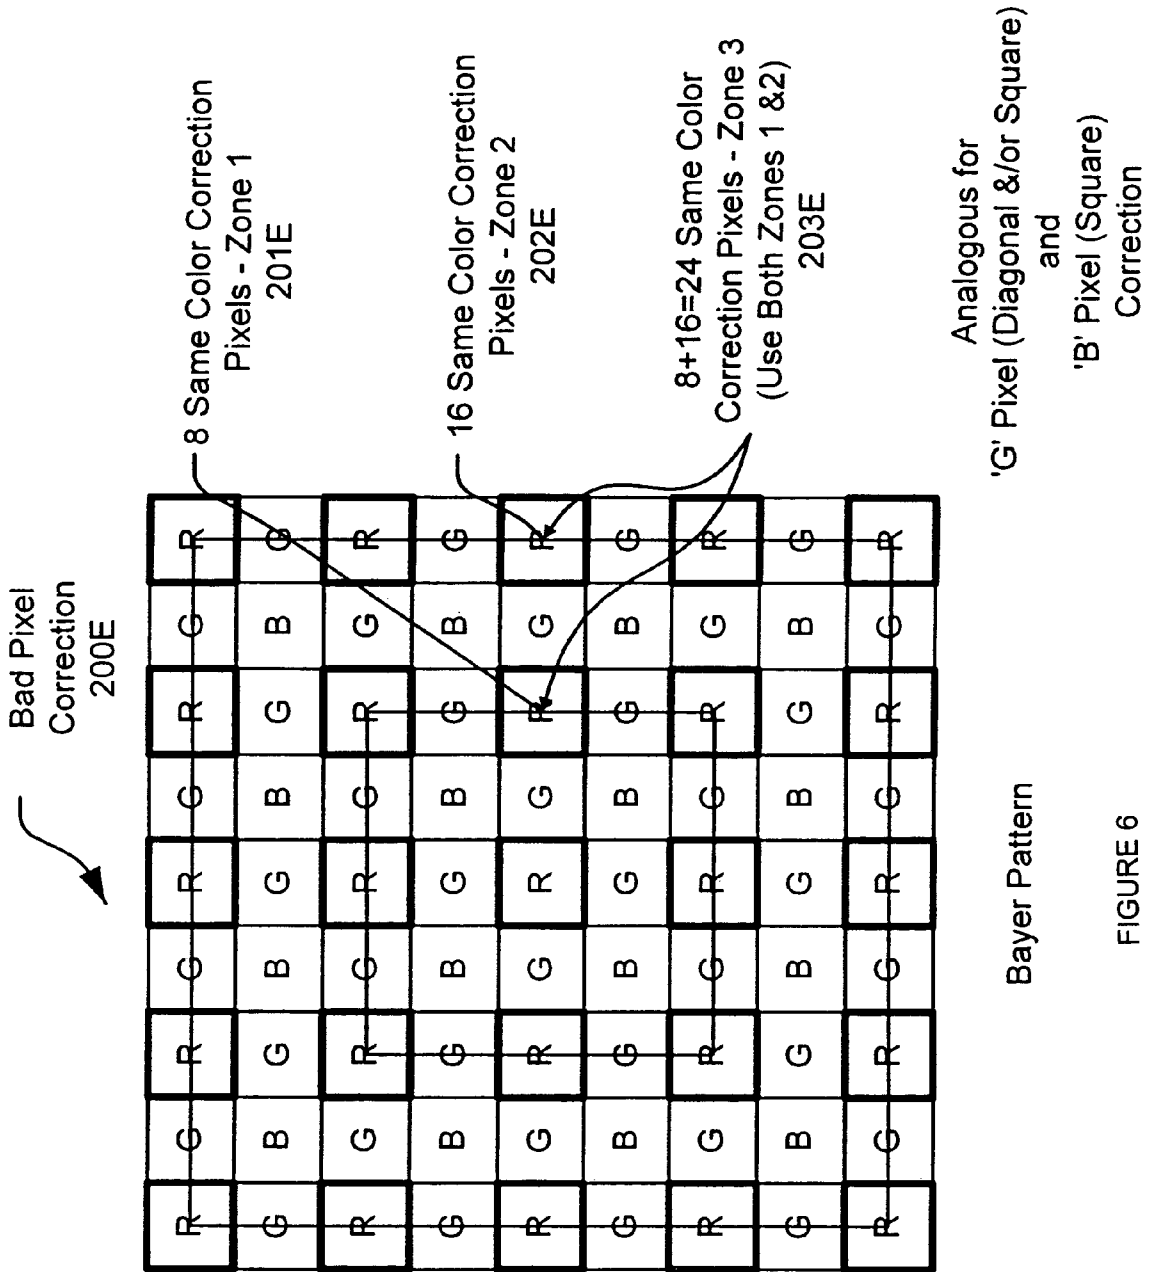 Bad Pixel
Correction
200E
R G R G R G R G R
G B G B G B G B G
R G R G R G R G R
G B G B G B G B G
R G R G R G R G R
G B G B G B G B G
R G R G R G R G R
G B G B G B G B G
R G R G R G R G R
8 Same Color Correction
Pixels - Zone 1
201E
16 Same Color Correction
Pixels - Zone 2
202E
8+16=24 Same Color
Correction Pixels - Zone 3
(Use Both Zones 1 &2)
203E
Analogous for
'G' Pixel (Diagonal &/or Square)
and
'B' Pixel (Square)
Correction
Bayer Pattern
FIGURE 6